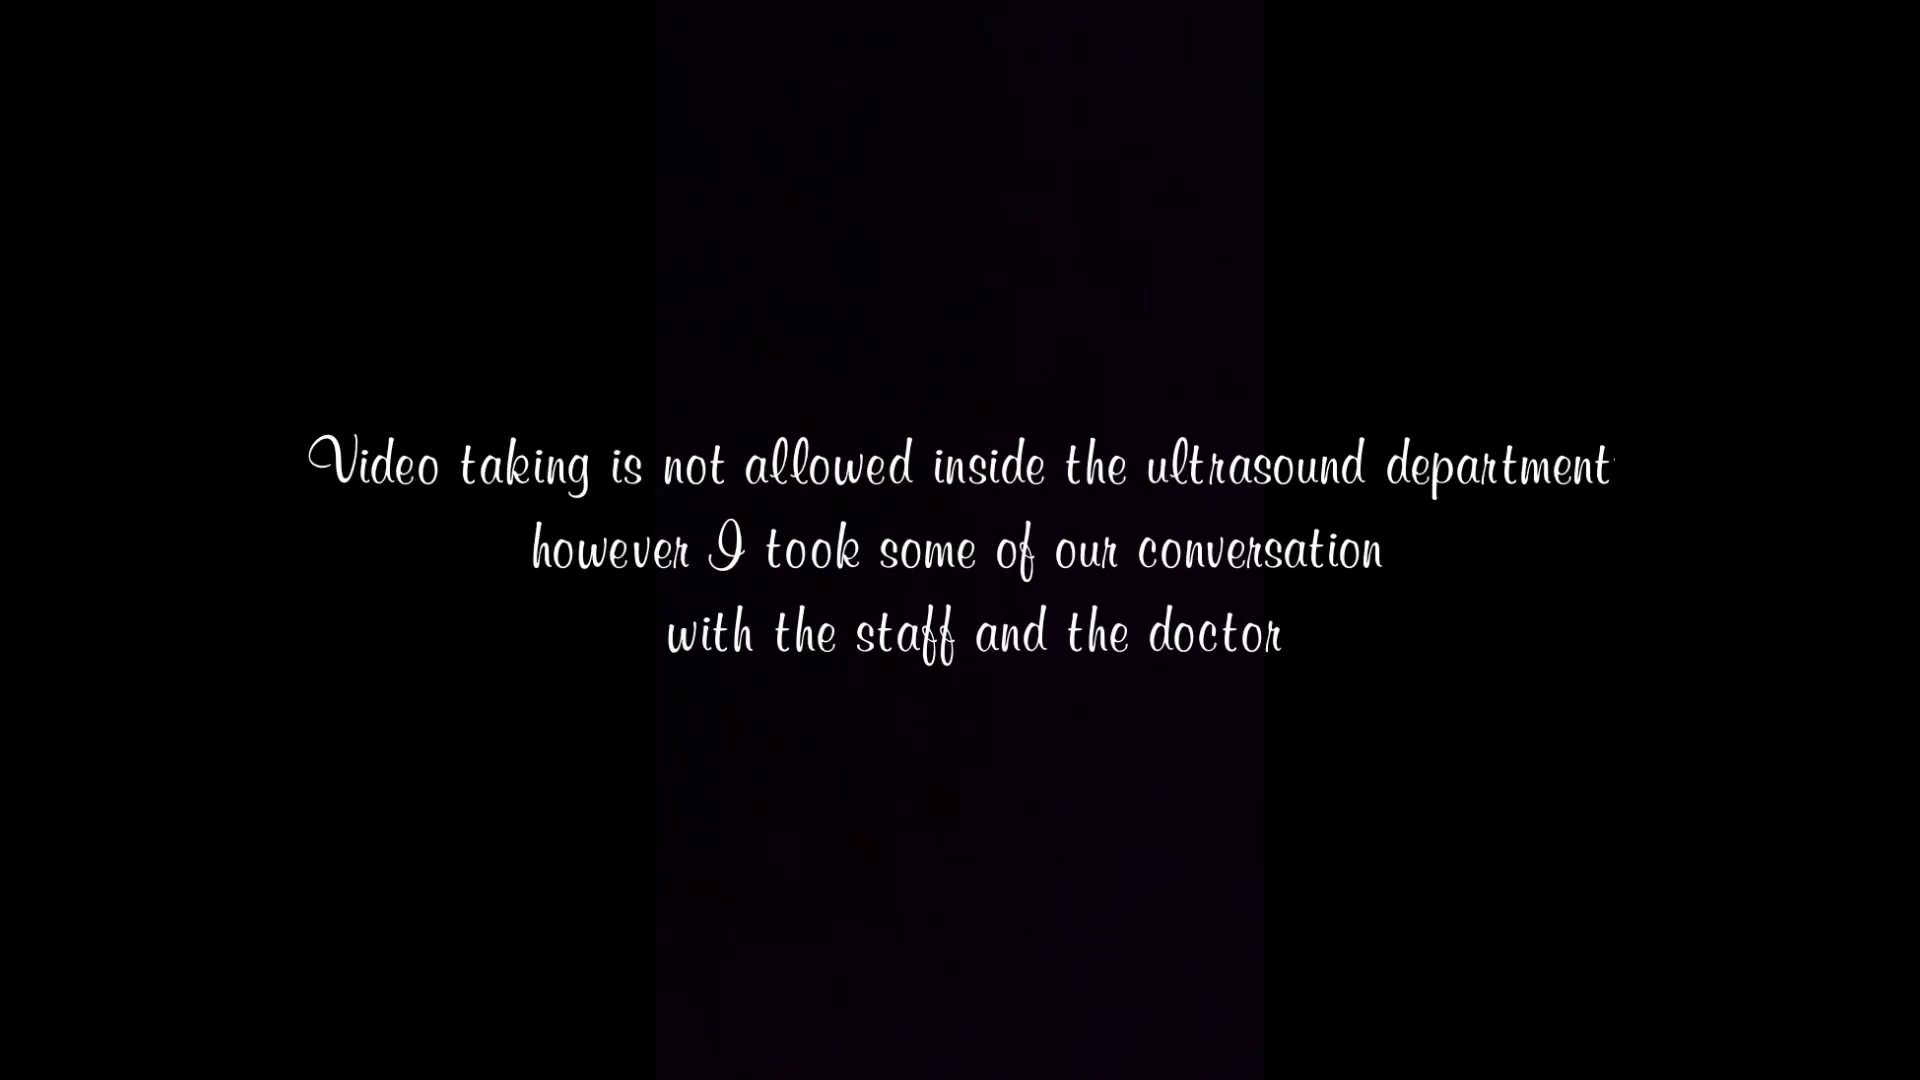 Video taking is not allowed inside the ultrasound department
however I took some of our conversation
with the staff and the doctor